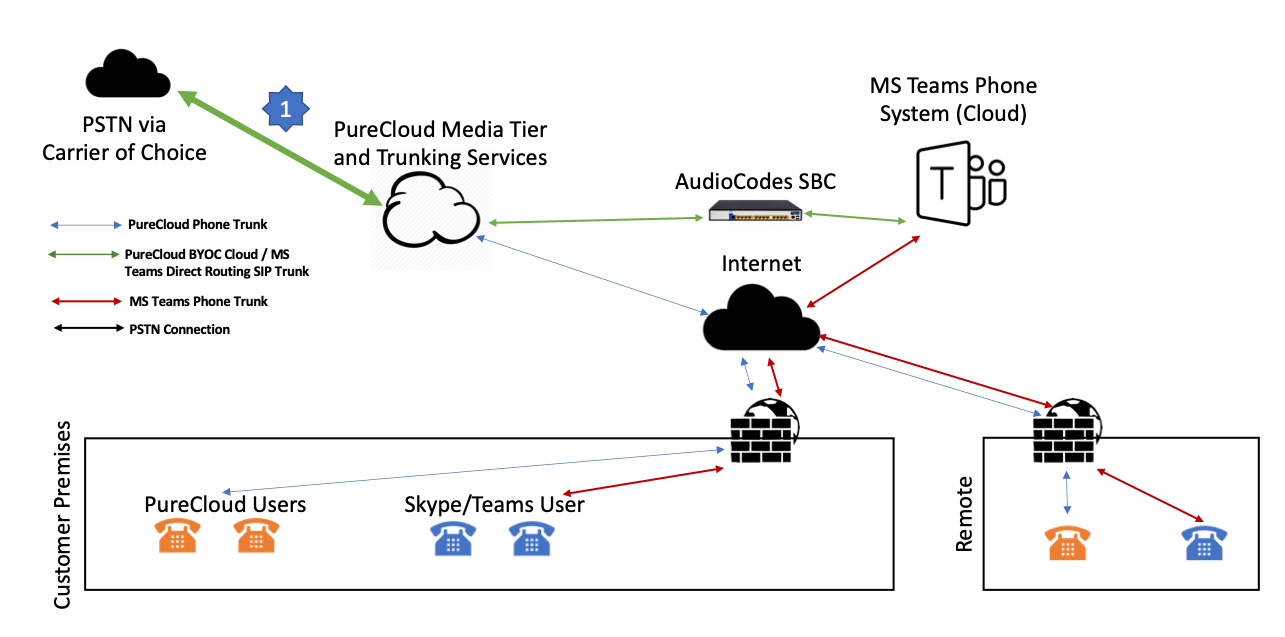 PSTN via
Carrier of Choice
1
PureCloud Media Tier
and Trunking Services
MS Teams Phone
System (Cloud)
T
AudioCodes SBC
Internet
PureCloud Phone Trunk
PureCloud BYOC Cloud / MS
Teams Direct Routing SIP Trunk
MS Teams Phone Trunk
PSTN Connection
Customer Premises
PureCloud Users
Skype/Teams User
Remote